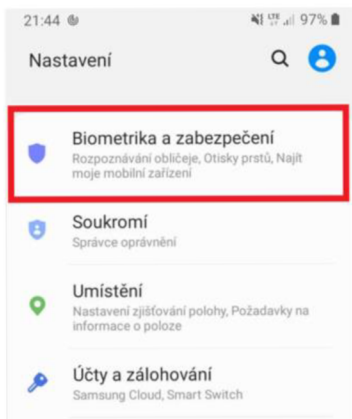 21:44 97%
Nastavení
Biometrika a zabezpečení
Rozpoznávání obličeje, Otisky prstů, Najít
moje mobilní zařízení
Soukromí
Správce oprávnění
Umístění
Nastavení zjišťování polohy, Požadavky na
informace o poloze
Účty a zálohování
Samsung Cloud, Smart Switch